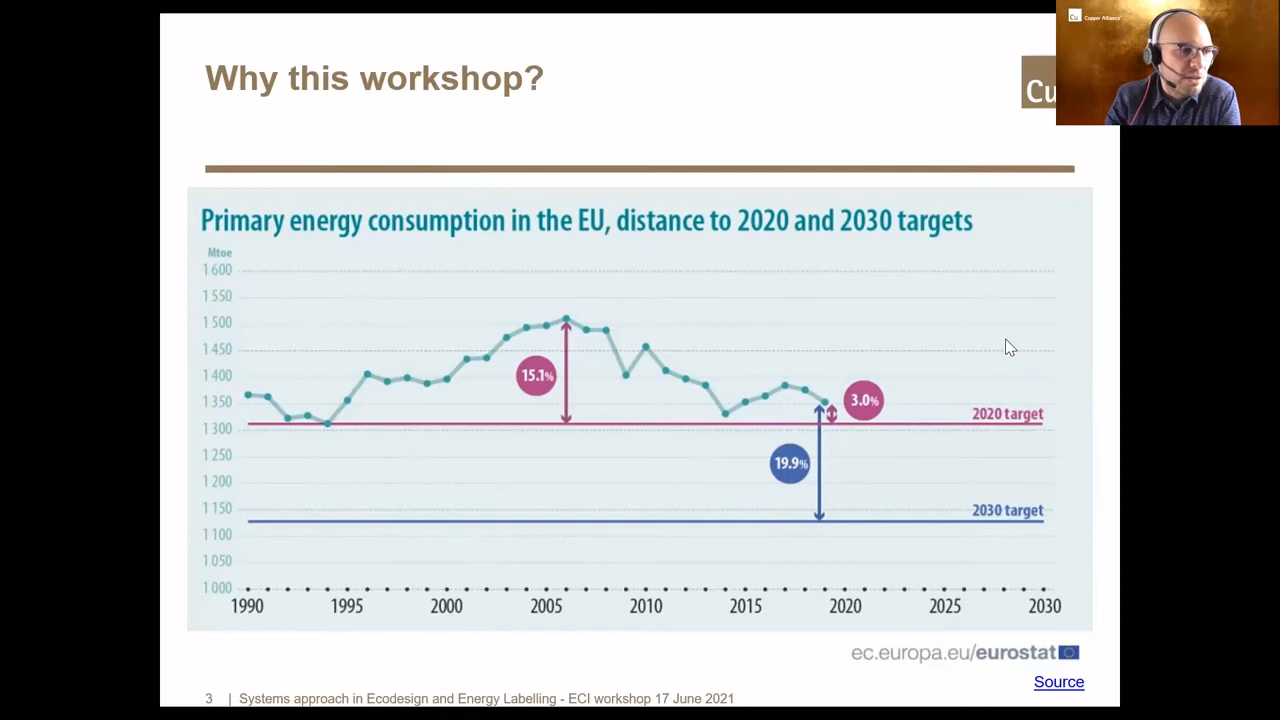 Why this workshop?
Cu
Cu Copper Alliance
Primary energy consumption in the EU, distance to 2020 and 2030 targets
Mtoe
1 600
1 550
1 500
1 450
1 400
1 350
1 300
1 250
1 200
1 150
1 100
1 050
1 000
15.1%
3.0%
2020 target
19.9%
2030 target
1990 1995 2000 2005 2010 2015 2020 2025 2030
ec.europa.eu/eurostat
Source
3 | Systems approach in Ecodesign and Energy Labelling - ECI workshop 17 June 2021